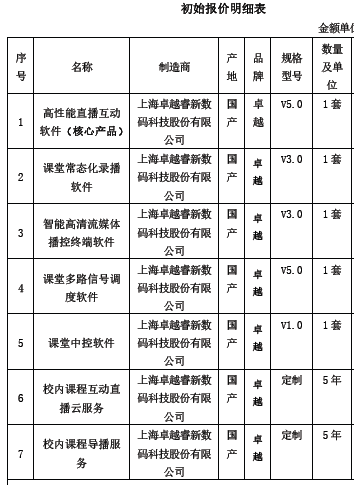 初始报价明细表
金额单位
序号 名称 制造商 产地 品牌 规格型号 数量及单位
1 高性能直播互动软件（核心产品） 上海卓越睿新数码科技股份有限公司 国产 卓越 V5.0 1 套
2 课堂常态化录播软件 上海卓越睿新数码科技股份有限公司 国产 卓越 V3.0 1 套
3 智能高清流媒体播控终端软件 上海卓越睿新数码科技股份有限公司 国产 卓越 V3.0 1 套
4 课堂多路信号调度软件 上海卓越睿新数码科技股份有限公司 国产 卓越 V5.0 1 套
5 课堂中控软件 上海卓越睿新数码科技股份有限公司 国产 卓越 V1.0 1 套
6 校内课程互动直播云服务 上海卓越睿新数码科技股份有限公司 国产 卓越 定制 5 年
7 校内课程导播服务 上海卓越睿新数码科技股份有限公司 国产 卓越 定制 5 年